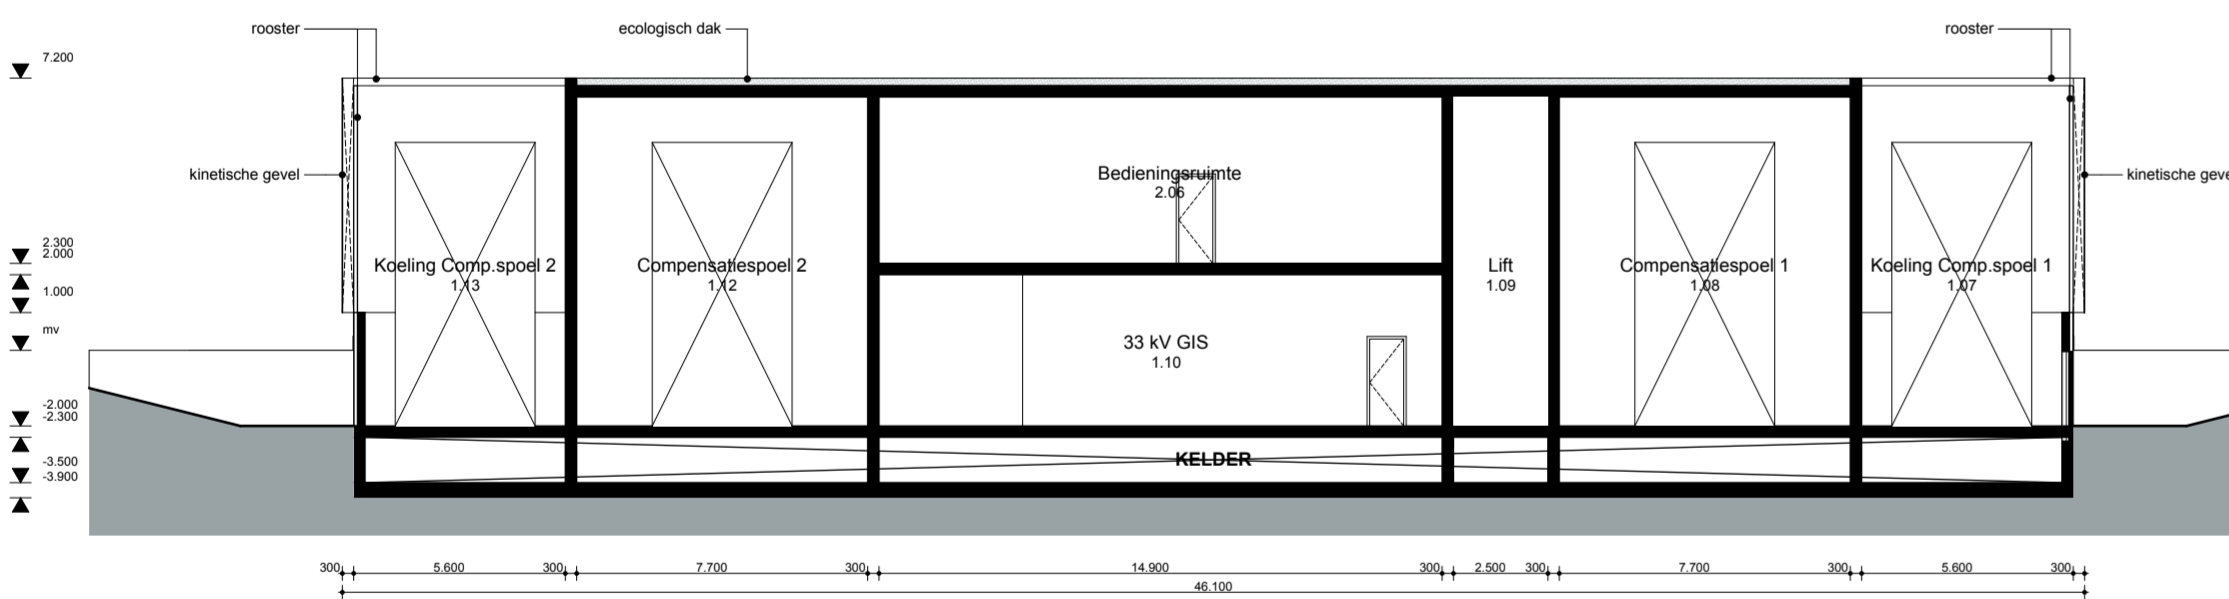 rooster
ecologisch dak
rooster
7.200
kinetische gevel
Bedieningsruimte
2.06
kinetische geve
2.300
2.000
1.000
mv
Koeling Comp.spoel 2
1.13
Compensatiespoel 2
1.12
Lift
1.09
Compensatiespoel 1
1.08
Koeling Comp.spoel 1
1.07
33 kV GIS
1.10
-2.000
-2.300
-3.500
-3.900
KELDER
300 5.600 300 7.700 300 14.900 300 2.500 300 7.700 300 5.600 300
46.100